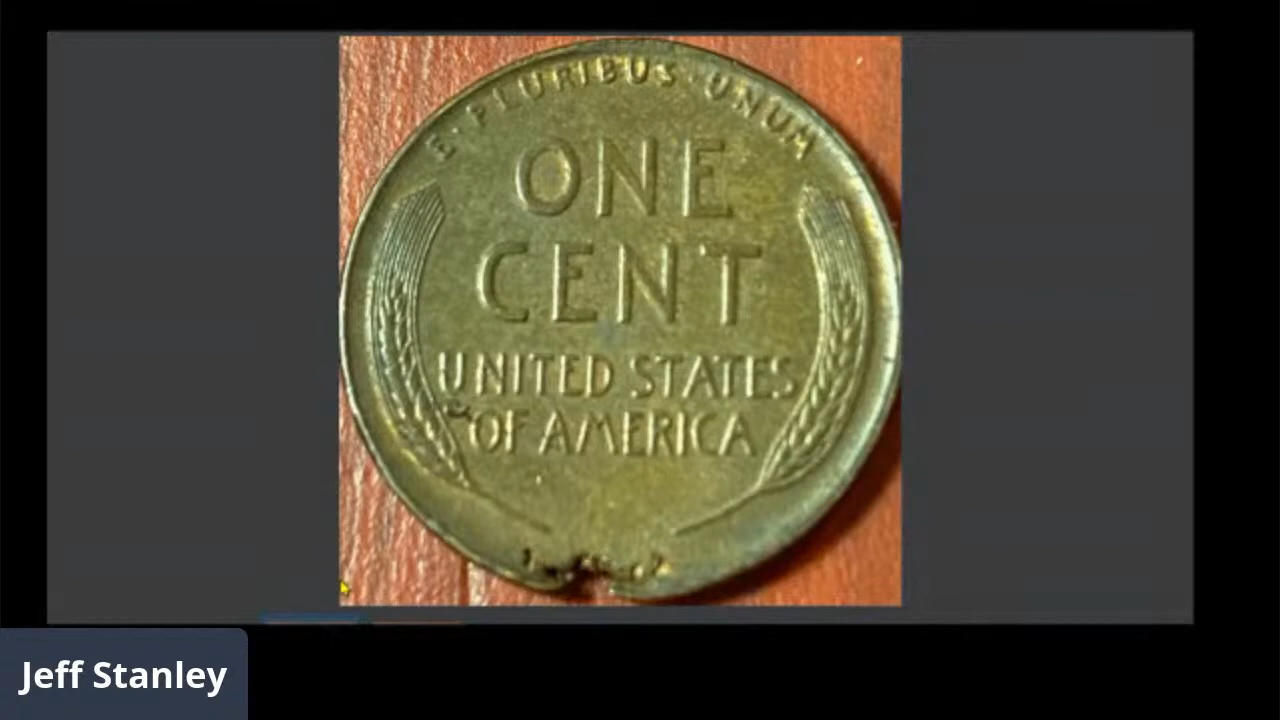 E · PLURIBUS · UNUM
ONE
CENT
UNITED STATES
OF AMERICA
Jeff Stanley